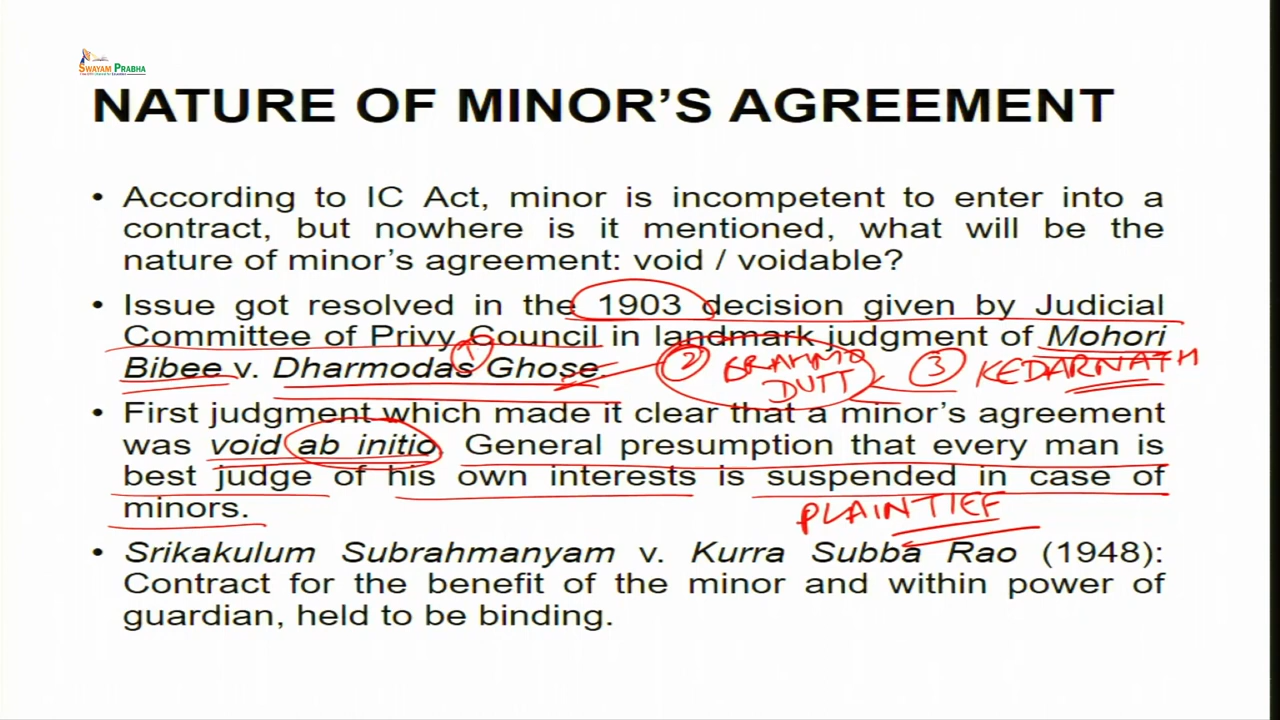 SWAYAM PRABHA
NATURE OF MINOR'S AGREEMENT
• According to IC Act, minor is incompetent to enter into a
contract, but nowhere is it mentioned, what will be the
nature of minor's agreement: void / voidable?
• Issue got resolved in the 1903 decision given by Judicial
Committee of Privy Council in landmark judgment of Mohori
Bibee v. Dharmodas Ghose.
1
2 BRAHMO
DUTT
3 KEDARNATH
• First judgment which made it clear that a minor's agreement
was void ab initio General presumption that every man is
best judge of his own interests is suspended in case of
minors.
PLAINTIFF
• Srikakulum Subrahmanyam v. Kurra Subba Rao (1948):
Contract for the benefit of the minor and within power of
guardian, held to be binding.